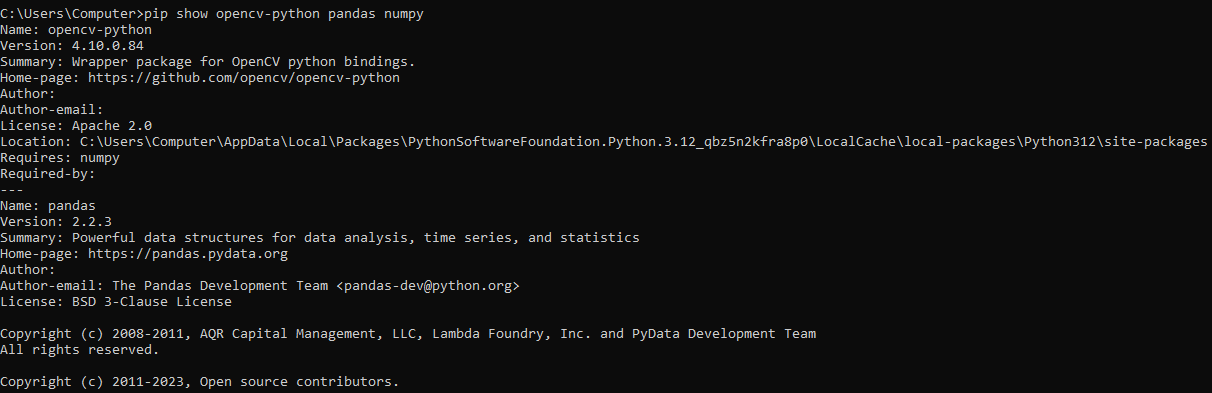 C:\Users\Computer>pip show opencv-python pandas numpy
Name: opencv-python
Version: 4.10.0.84
Summary: Wrapper package for OpenCV python bindings.
Home-page: https://github.com/opencv/opencv-python
Author:
Author-email:
License: Apache 2.0
Location: C:\Users\Computer\AppData\Local\Packages\PythonSoftwareFoundation.Python.3.12_qbz5n2kfra8p0\LocalCache\local-packages\Python312\site-packages
Requires: numpy
Required-by:
---
Name: pandas
Version: 2.2.3
Summary: Powerful data structures for data analysis, time series, and statistics
Home-page: https://pandas.pydata.org
Author:
Author-email: The Pandas Development Team <pandas-dev@python.org>
License: BSD 3-Clause License
Copyright (c) 2008-2011, AQR Capital Management, LLC, Lambda Foundry, Inc. and PyData Development Team
All rights reserved.
Copyright (c) 2011-2023, Open source contributors.